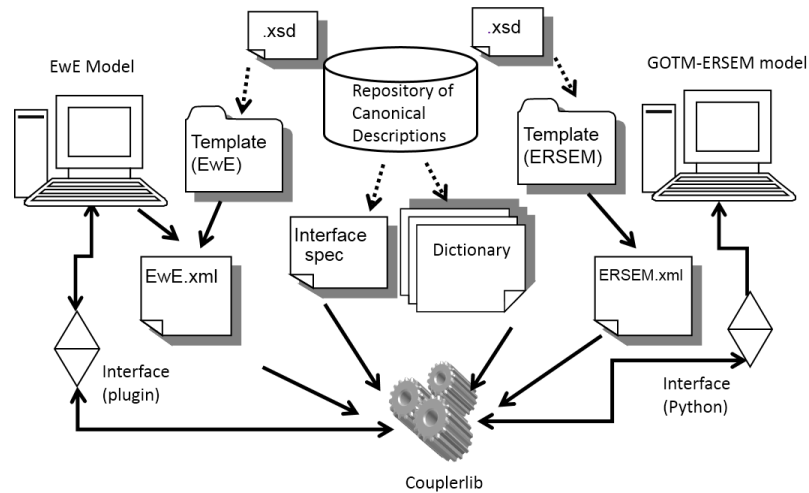 .xsd
.xsd
EwE Model
GOTM-ERSEM model
Repository of
Canonical
Descriptions
Template
(EwE)
Template
(ERSEM)
Interface
spec
Dictionary
EwE.xml
ERSEM.xml
Interface
(plugin)
Interface
(Python)
Couplerlib